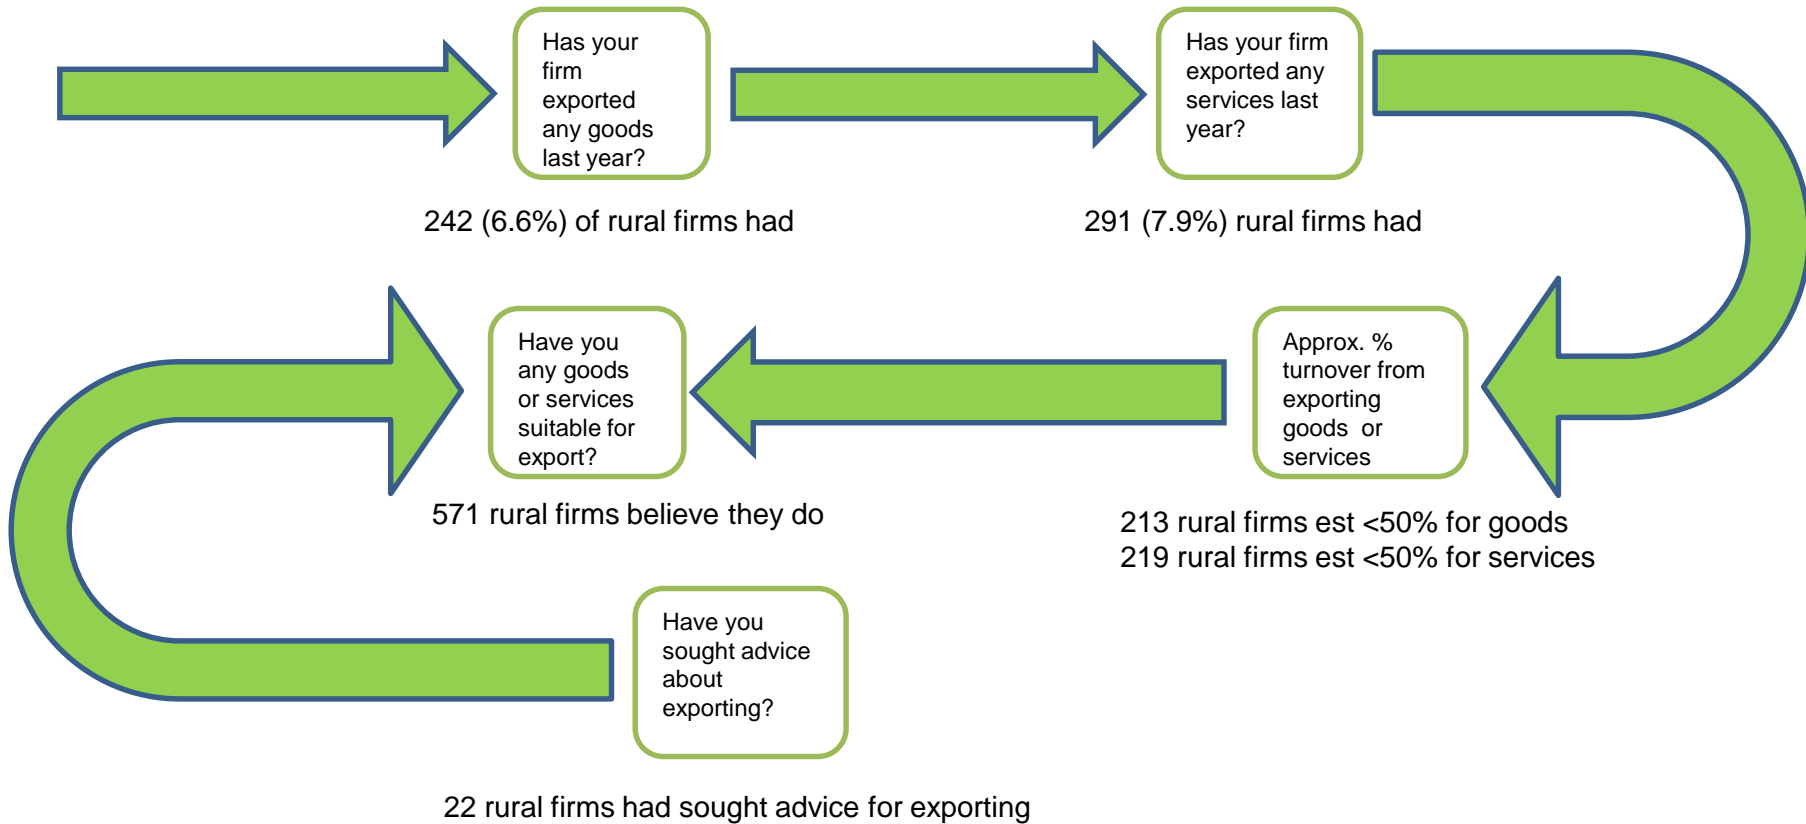 Has your
firm
exported
any goods
last year?
242 (6.6%) of rural firms had
Has your firm
exported any
services last
year?
291 (7.9%) rural firms had
Approx. %
turnover from
exporting
goods or
services
213 rural firms est <50% for goods
219 rural firms est <50% for services
Have you
any goods
or services
suitable for
export?
571 rural firms believe they do
Have you
sought advice
about
exporting?
22 rural firms had sought advice for exporting